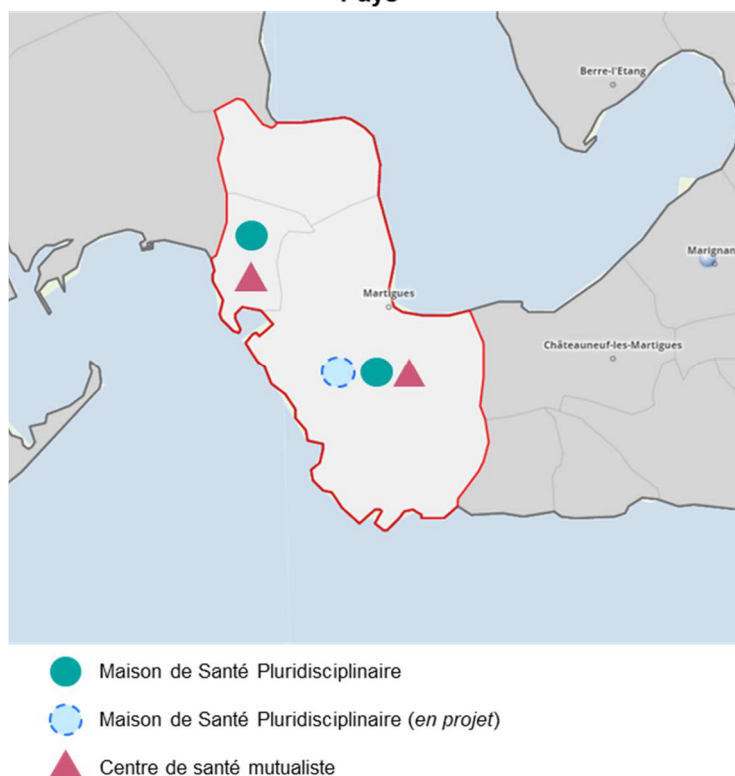 Berre-l'Etang
Marignan
Martigues
Châteauneuf-les-Martigues
Maison de Santé Pluridisciplinaire
Maison de Santé Pluridisciplinaire (en projet)
Centre de santé mutualiste